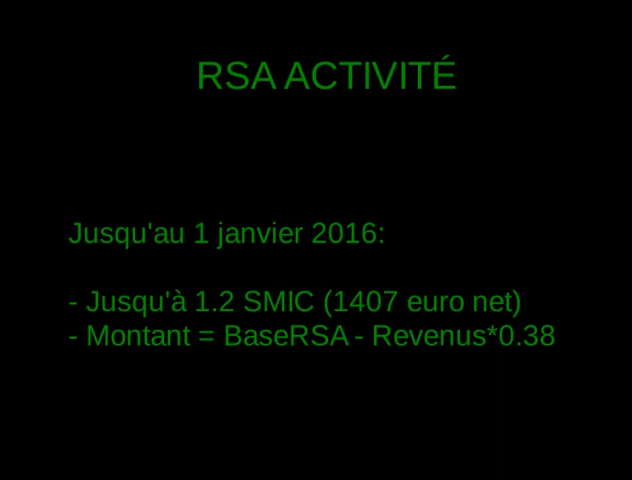 RSA ACTIVITÉ
Jusqu'au 1 janvier 2016:
- Jusqu'à 1.2 SMIC (1407 euro net)
- Montant = BaseRSA - Revenus*0.38